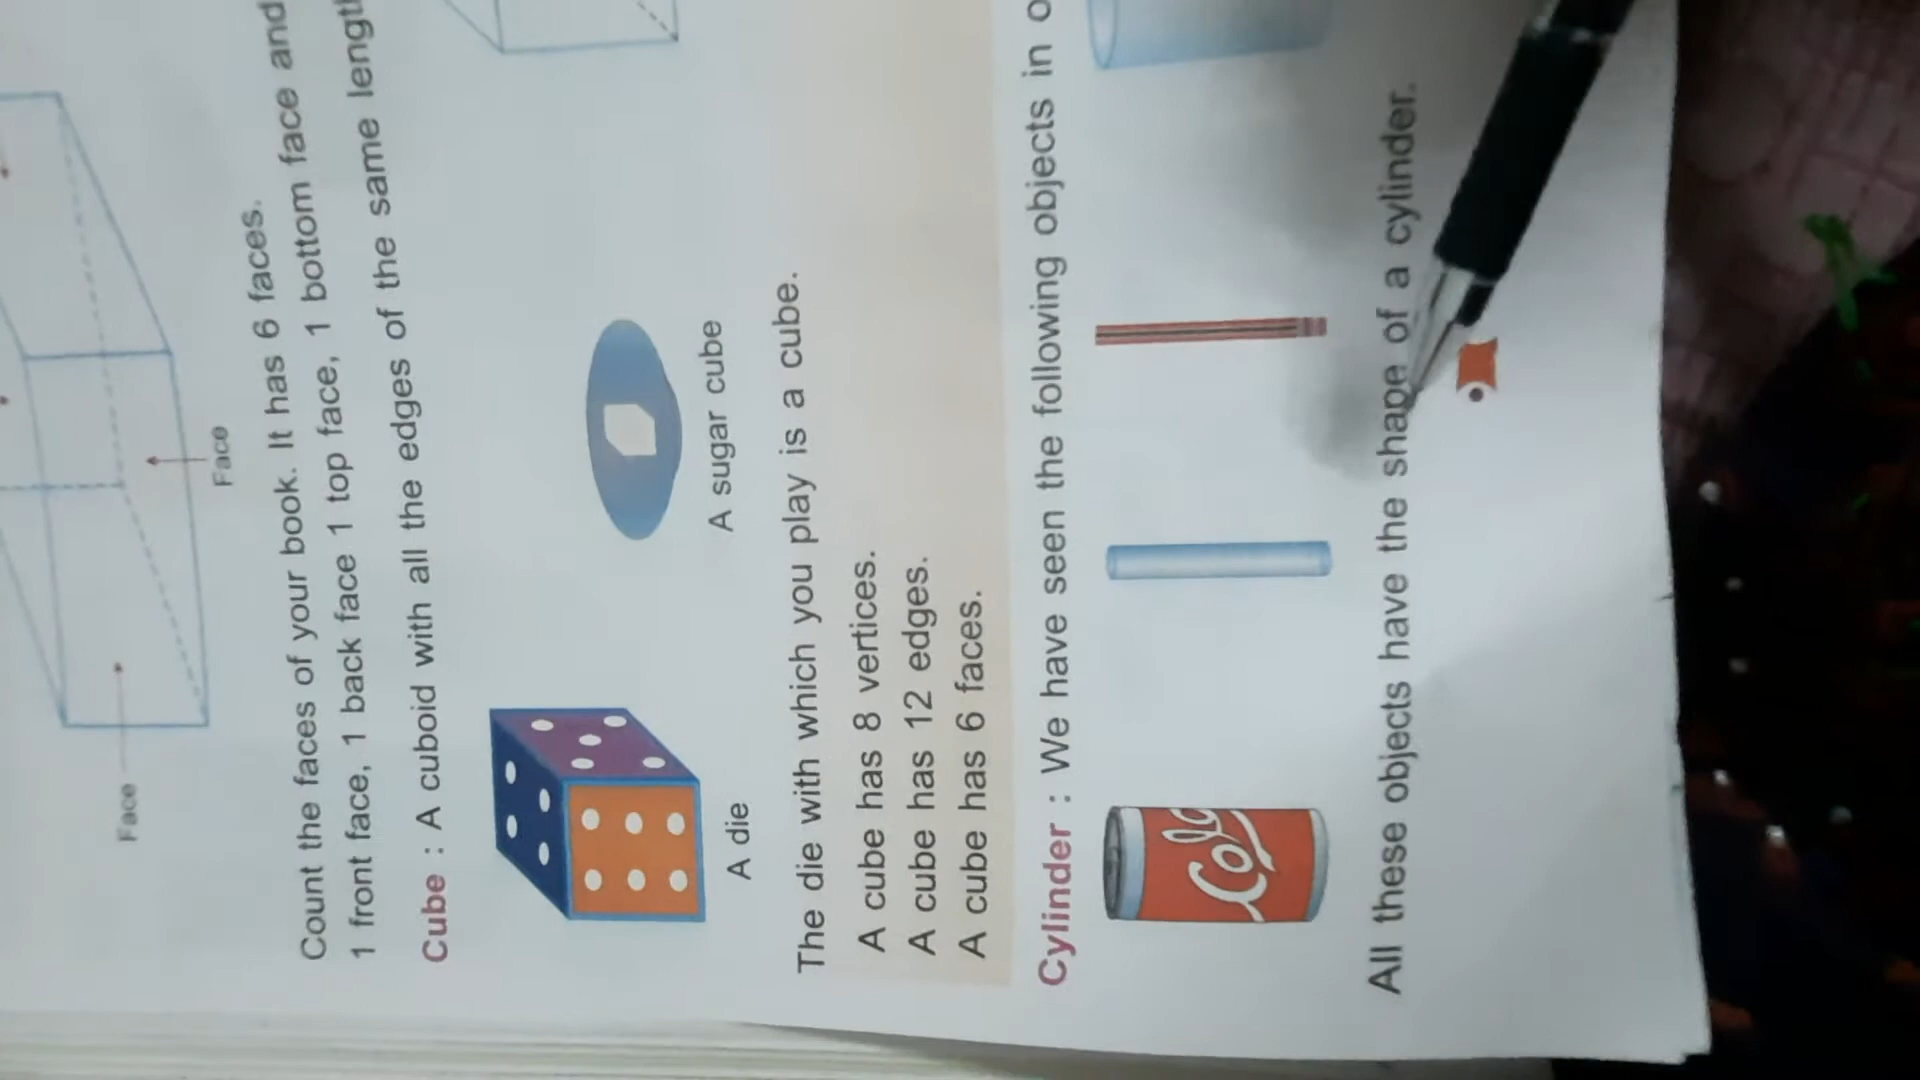 Face
Face
Count the faces of your book. It has 6 faces.
1 front face, 1 back face 1 top face, 1 bottom face and
Cube : A cuboid with all the edges of the same length
A die
A sugar cube
The die with which you play is a cube.
A cube has 8 vertices.
A cube has 12 edges.
A cube has 6 faces.
Cylinder : We have seen the following objects in
All these objects have the shape of a cylinder.